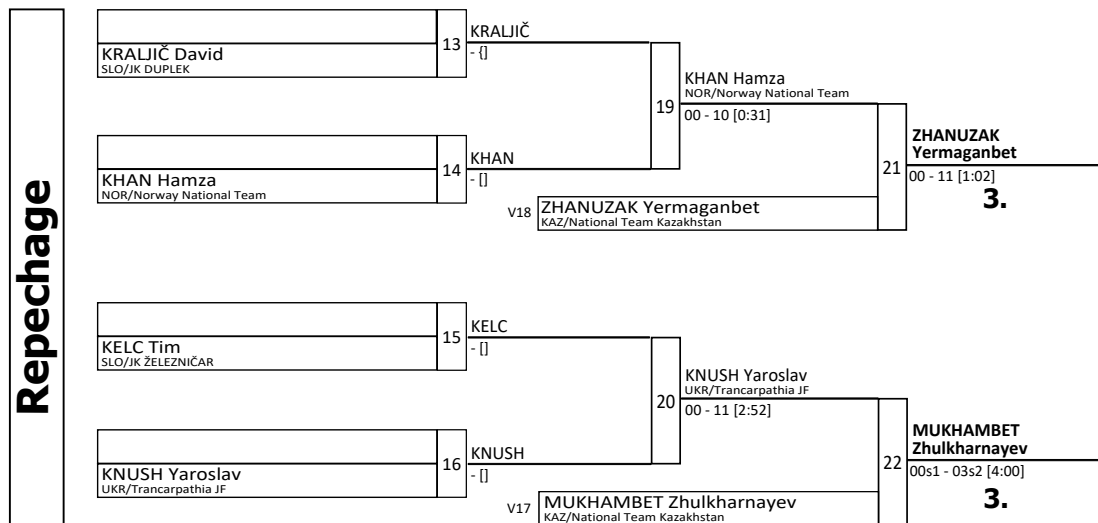 Repechage
KRALJIČ David
SLO/JK DUPLEK
13
KRALJIČ
- {]
KHAN Hamza
NOR/Norway National Team
14
KHAN
- []
19
KHAN Hamza
NOR/Norway National Team
00 - 10 [0:31]
V18
ZHANUZAK Yermaganbet
KAZ/National Team Kazakhstan
21
ZHANUZAK
Yermaganbet
00 - 11 [1:02]
3.
KELC Tim
SLO/JK ŽELEZNIČAR
15
KELC
- []
KNUSH Yaroslav
UKR/Trancarpathia JF
16
KNUSH
- []
20
KNUSH Yaroslav
UKR/Trancarpathia JF
00 - 11 [2:52]
V17
MUKHAMBET Zhulkharnayev
KAZ/National Team Kazakhstan
22
MUKHAMBET
Zhulkharnayev
00s1 - 03s2 [4:00]
3.